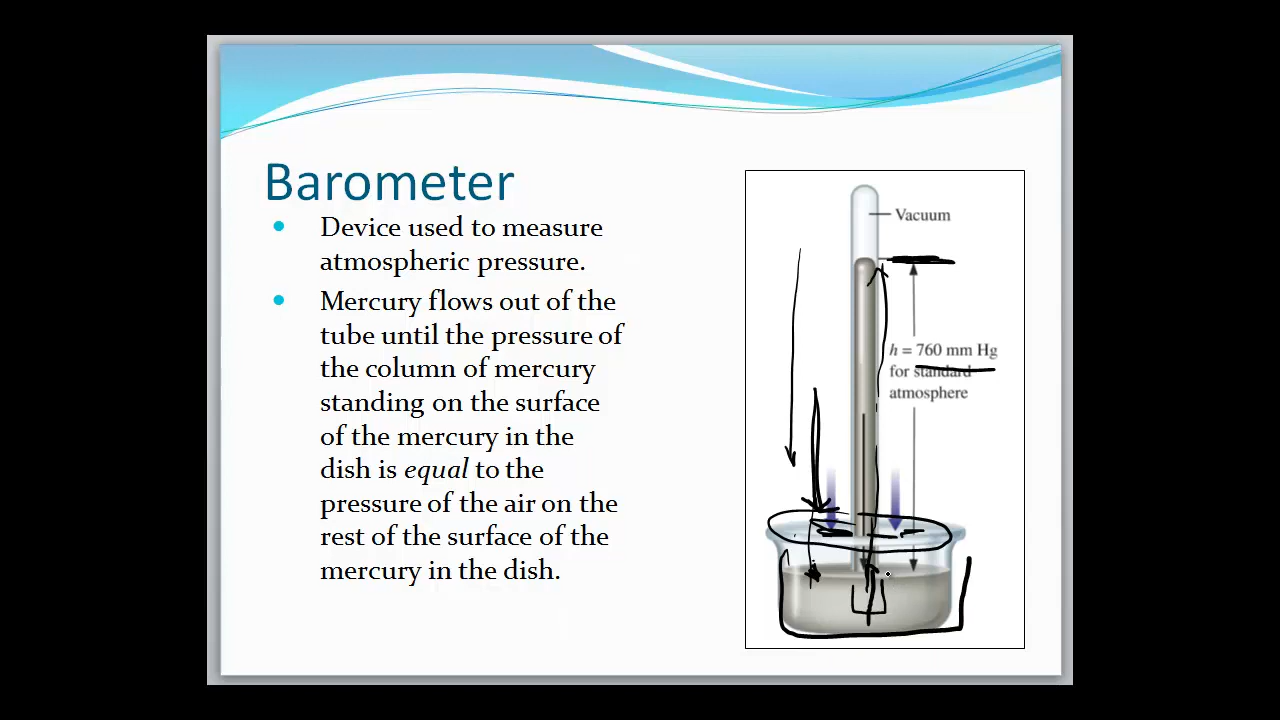 Barometer
Device used to measure
atmospheric pressure.
Mercury flows out of the
tube until the pressure of
the column of mercury
standing on the surface
of the mercury in the
dish is equal to the
pressure of the air on the
rest of the surface of the
mercury in the dish.
Vacuum
h = 760 mm Hg
for standard
atmosphere